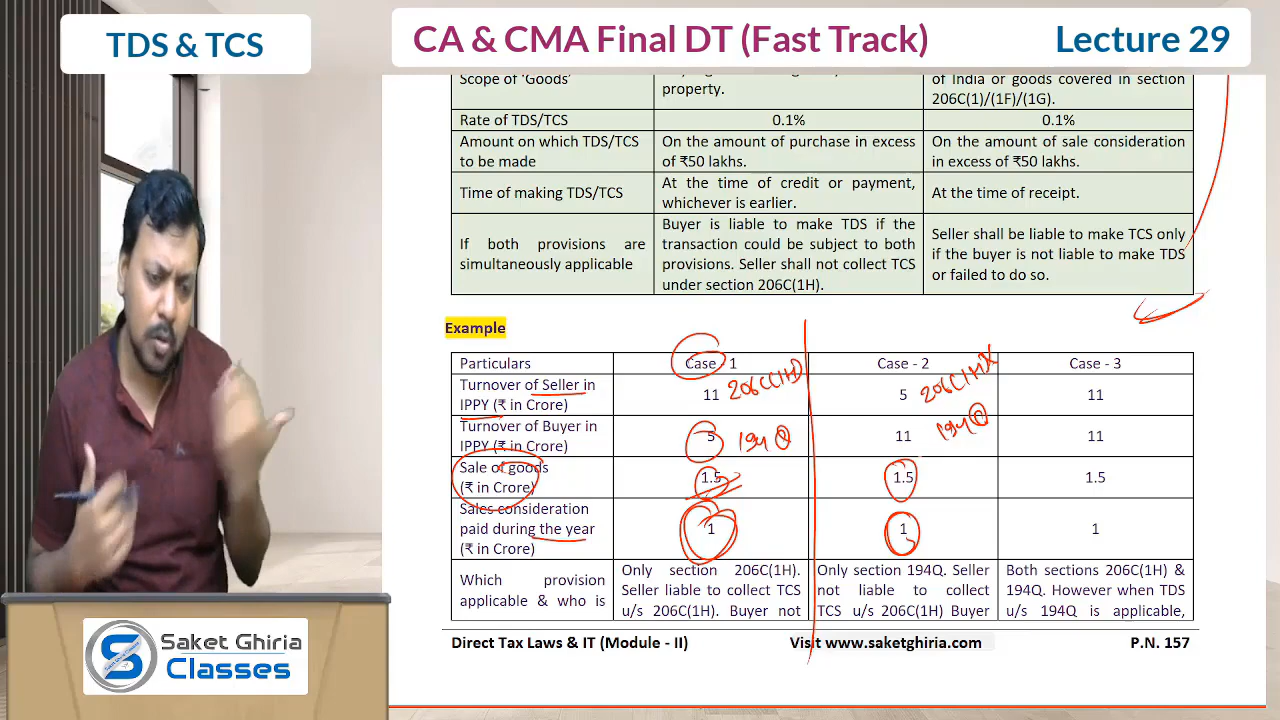 TDS & TCS
CA & CMA Final DT (Fast Track)
Lecture 29
Scope of 'Goods'
property.
of India or goods covered in section
206C(1)/(1F)/(1G).
Rate of TDS/TCS
0.1%
0.1%
Amount on which TDS/TCS
to be made
On the amount of purchase in excess
of ₹50 lakhs.
On the amount of sale consideration
in excess of ₹50 lakhs.
Time of making TDS/TCS
At the time of credit or payment,
whichever is earlier.
At the time of receipt.
If both provisions are
simultaneously applicable
Buyer is liable to make TDS if the
transaction could be subject to both
provisions. Seller shall not collect TCS
under section 206C(1H).
Seller shall be liable to make TCS only
if the buyer is not liable to make TDS
or failed to do so.
Example
Particulars
Case - 1
Case - 2
Case - 3
Turnover of Seller in
IPPY (₹ in Crore)
11
206C(1H)
5
206C1H X
11
Turnover of Buyer in
IPPY (₹ in Crore)
5
194Q
11
194Q
11
Sale of goods
(₹ in Crore)
1.5
1.5
1.5
Sales consideration
paid during the year
(₹ in Crore)
1
1
1
Which provision
applicable & who is
Only section 206C(1H).
Seller liable to collect TCS
u/s 206C(1H). Buyer not
Only section 194Q. Seller
not liable to collect
TCS u/s 206C(1H) Buyer
Both sections 206C(1H) &
194Q. However when TDS
u/s 194Q is applicable,
Direct Tax Laws & IT (Module - II)
Visit www.saketghiria.com
P.N. 157
Saket Ghiria
Classes